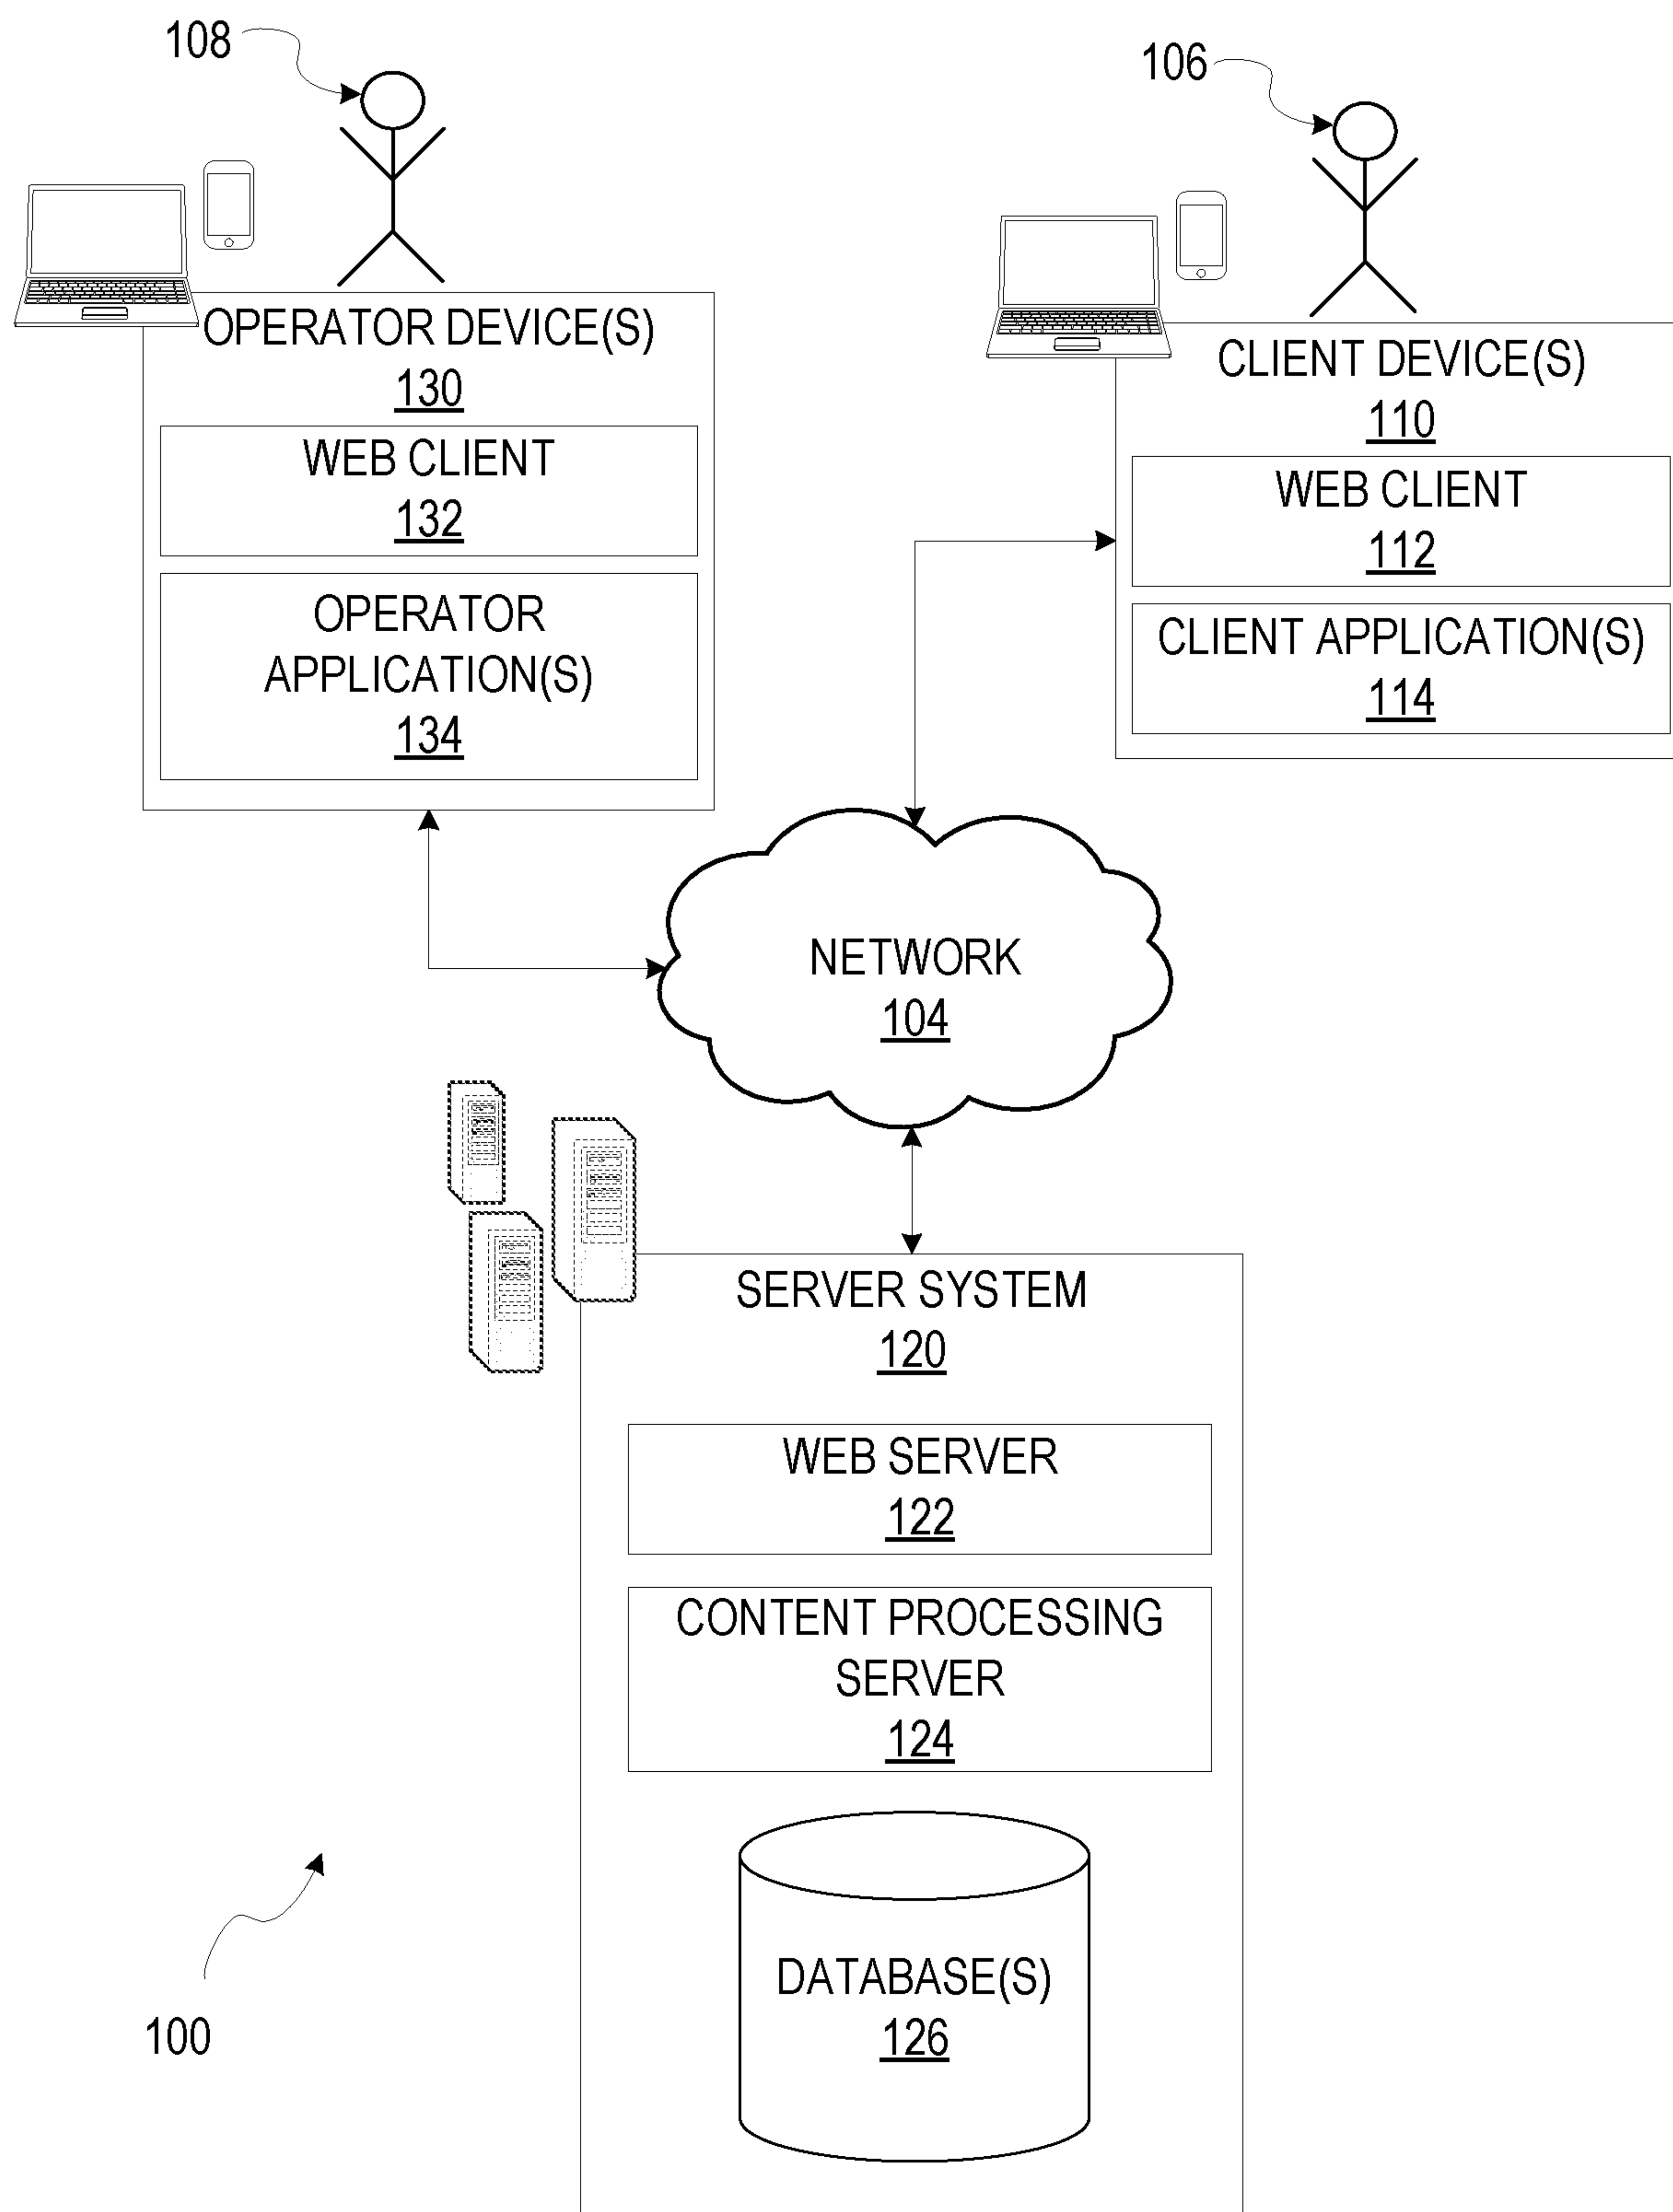 108
106
OPERATOR DEVICE(S)
130
WEB CLIENT
132
OPERATOR
APPLICATION(S)
134
CLIENT DEVICE(S)
110
WEB CLIENT
112
CLIENT APPLICATION(S)
114
NETWORK
104
SERVER SYSTEM
120
WEB SERVER
122
CONTENT PROCESSING
SERVER
124
DATABASE(S)
126
100